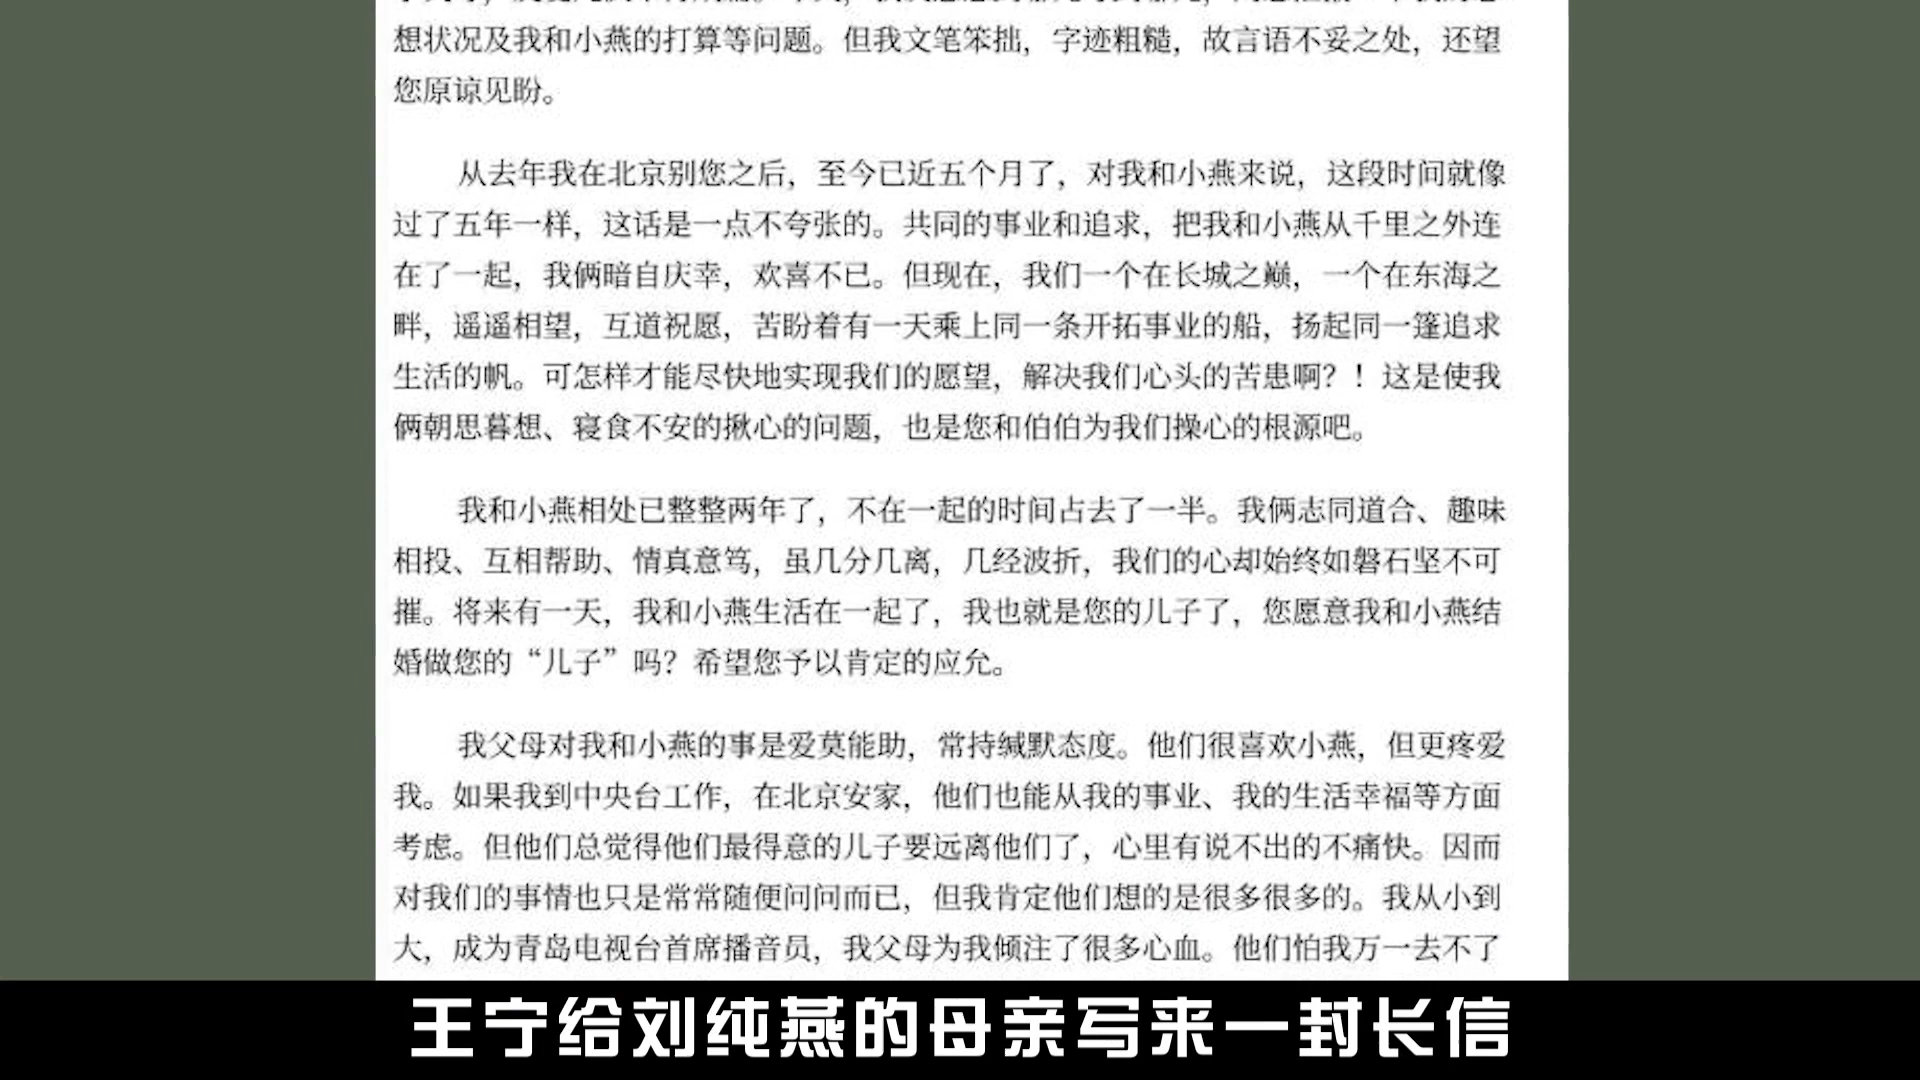 想状况及我和小燕的打算等问题。但我文笔笨拙，字迹粗糙，故言语不妥之处，还望
您原谅见盼。
从去年我在北京别您之后，至今已近五个月了，对我和小燕来说，这段时间就像
过了五年一样，这话是一点不夸张的。共同的事业和追求，把我和小燕从千里之外连
在了一起，我俩暗自庆幸，欢喜不已。但现在，我们一个在长城之巅，一个在东海之
畔，遥遥相望，互道祝愿，苦盼着有一天乘上同一条开拓事业的船，扬起同一篷追求
生活的帆。可怎样才能尽快地实现我们的愿望，解决我们心头的苦患啊？！这是使我
俩朝思暮想、寝食不安的揪心的问题，也是您和伯伯为我们操心的根源吧。
我和小燕相处已整整两年了，不在一起的时间占去了一半。我俩志同道合、趣味
相投、互相帮助、情真意笃，虽几分几离，几经波折，我们的心却始终如磐石坚不可
摧。将来有一天，我和小燕生活在一起了，我也就是您的儿子了，您愿意我和小燕结
婚做您的“儿子”吗？希望您予以肯定的应允。
我父母对我和小燕的事是爱莫能助，常持缄默态度。他们很喜欢小燕，但更疼爱
我。如果我到中央台工作，在北京安家，他们也能从我的事业、我的生活幸福等方面
考虑。但他们总觉得他们最得意的儿子要远离他们了，心里有说不出的不痛快。因而
对我们的事情也只是常常随便问问而已，但我肯定他们想的是很多很多的。我从小到
大，成为青岛电视台首席播音员，我父母为我倾注了很多心血。他们怕我万一去不了
王宁给刘纯燕的母亲写来一封长信